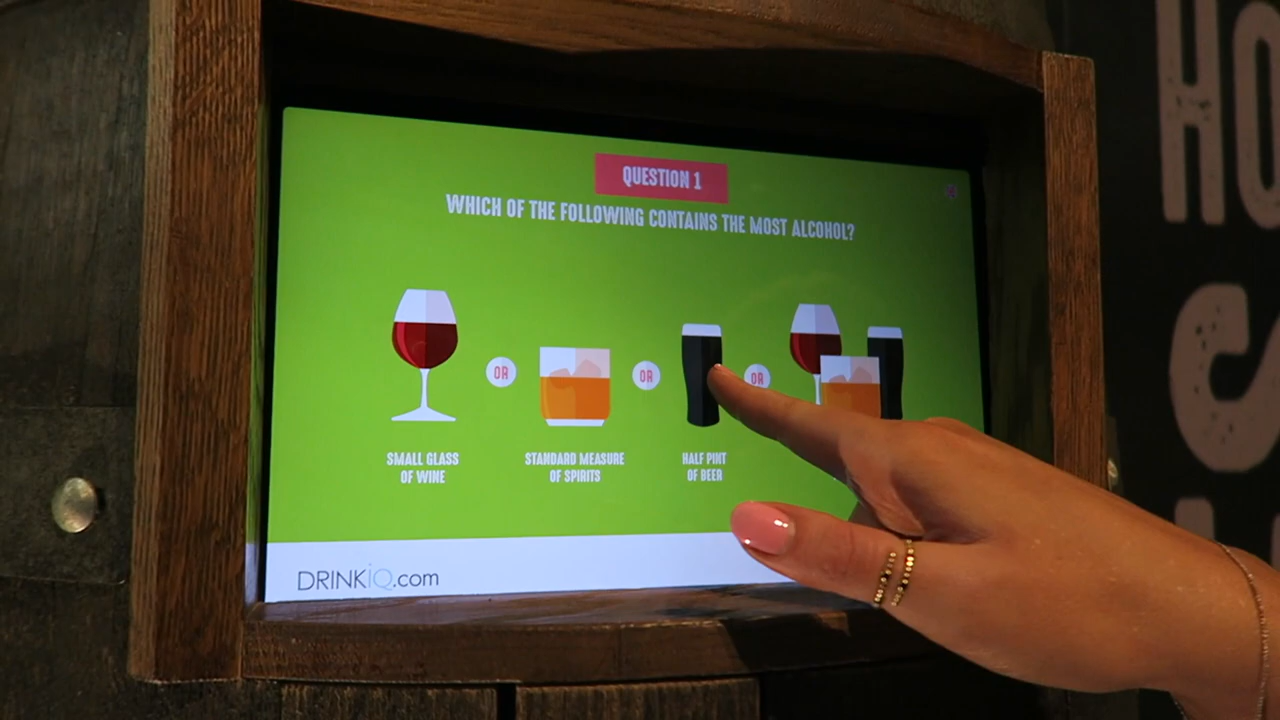 QUESTION 1
WHICH OF THE FOLLOWING CONTAINS THE MOST ALCOHOL?
OR
OR
OR
SMALL GLASS
OF WINE
STANDARD MEASURE
OF SPIRITS
HALF PINT
OF BEER
DRINKiQ.com
HO
S